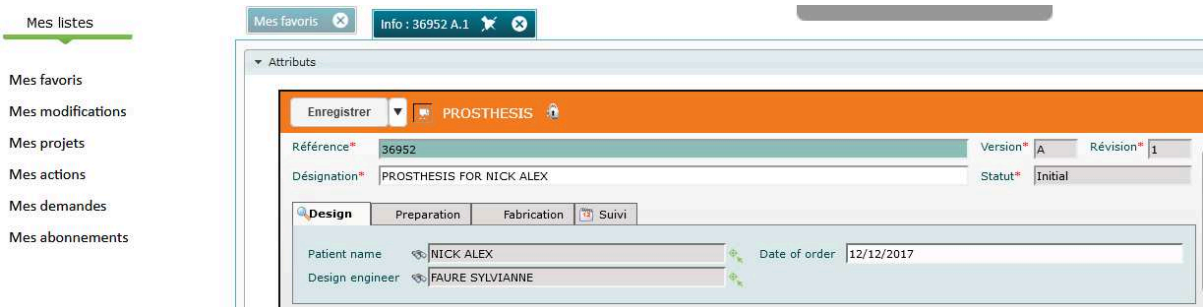 Mes listes
Mes favoris
Mes modifications
Mes projets
Mes actions
Mes demandes
Mes abonnements
Mes favoris Info : 36952 A.1
Attributs
Enregistrer PROSTHESIS
Référence* 36952 Version* A Révision* 1
Désignation* PROSTHESIS FOR NICK ALEX Statut* Initial
Design Preparation Fabrication Suivi
Patient name NICK ALEX Date of order 12/12/2017
Design engineer FAURE SYLVIANNE